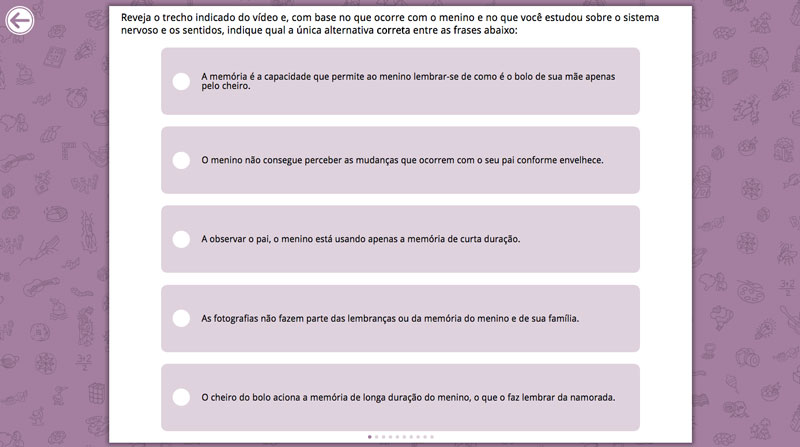 Reveja o trecho indicado do vídeo e, com base no que ocorre com o menino e no que você estudou sobre o sistema
nervoso e os sentidos, indique qual a única alternativa correta entre as frases abaixo:
A memória é a capacidade que permite ao menino lembrar-se de como é o bolo de sua mãe apenas
pelo cheiro.
O menino não consegue perceber as mudanças que ocorrem com o seu pai conforme envelhece.
A observar o pai, o menino está usando apenas a memória de curta duração.
As fotografias não fazem parte das lembranças ou da memória do menino e de sua família.
O cheiro do bolo aciona a memória de longa duração do menino, o que o faz lembrar da namorada.